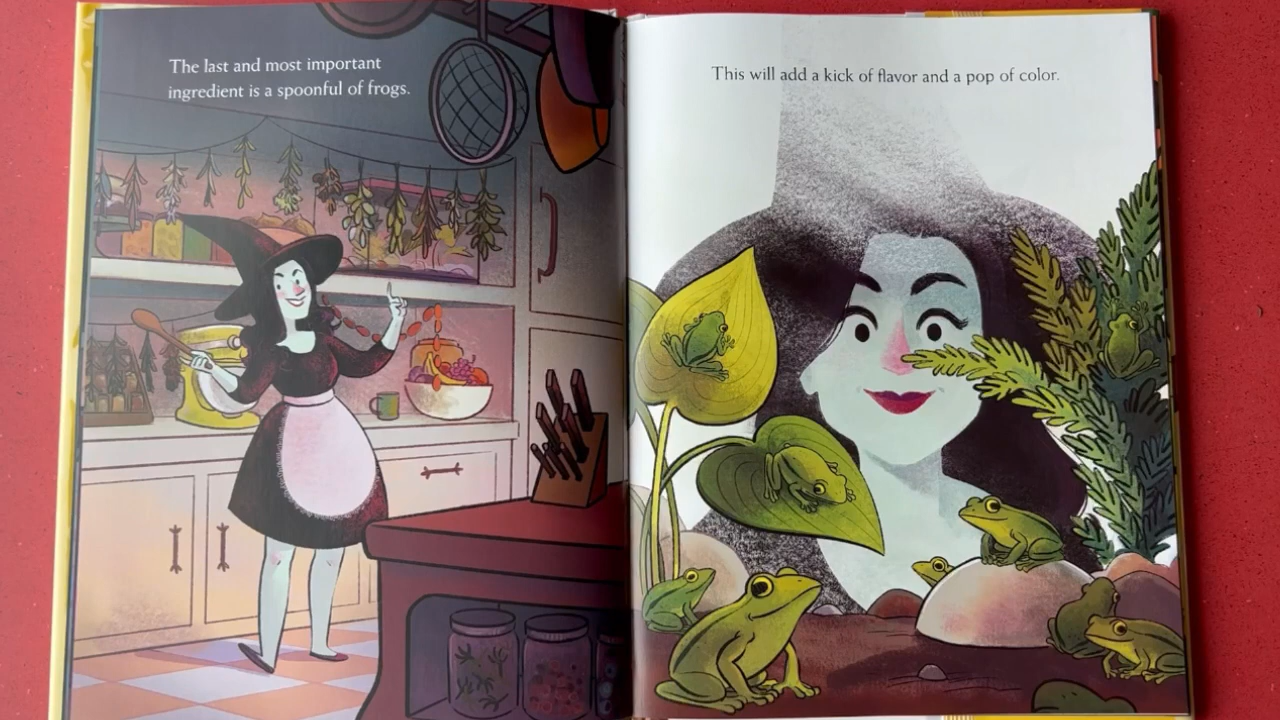 The last and most important
ingredient is a spoonful of frogs.
This will add a kick of flavor and a pop of color.